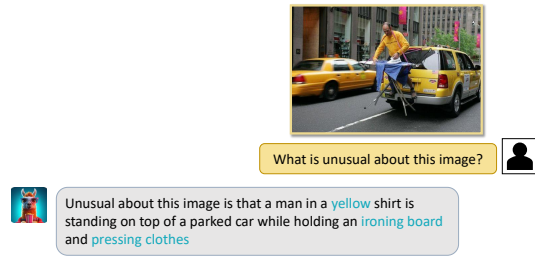 What is unusual about this image?
Unusual about this image is that a man in a yellow shirt is
standing on top of a parked car while holding an ironing board
and pressing clothes